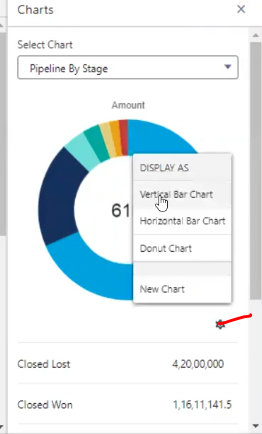 Charts
Select Chart
Pipeline By Stage
Amount
DISPLAY AS
Vertical Bar Chart
61
Horizontal Bar Chart
Donut Chart
New Chart
Closed Lost 4,20,00,000
Closed Won 1,16,11,141.5